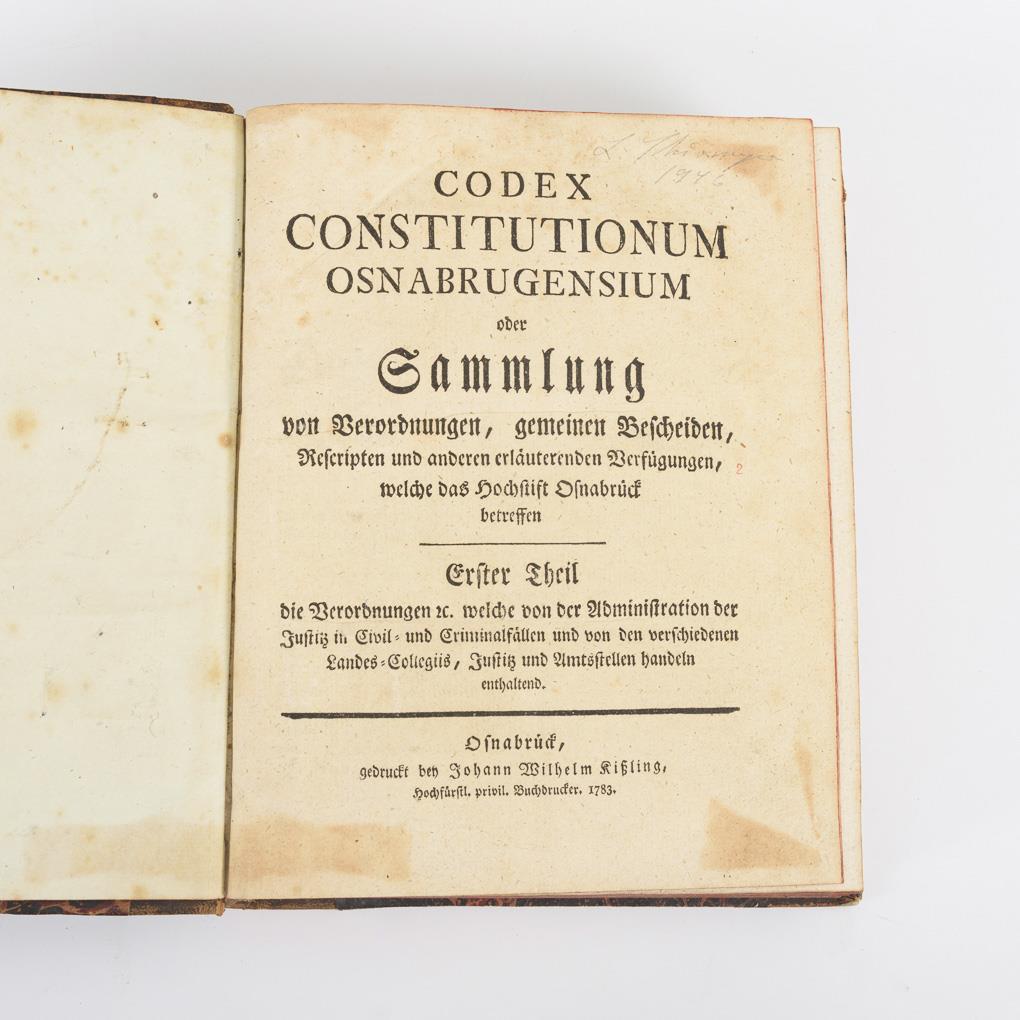 1946
CODEX
CONSTITUTIONUM
OSNABRUGENSIUM
oder
Sammlung
von Verordnungen, gemeinen Bescheiden,
Rescripten und anderen erläuterenden Verfügungen,
2
welche das Hochstift Osnabrück
betreffen
Erster Theil
die Verordnungen ꝛc. welche von der Administration der
Justitz in Civil- und Criminalfällen und von den verschiedenen
Landes-Collegiis, Justitz und Amtsstellen handeln
enthaltend.
Osnabrück,
gedruckt bey Johann Wilhelm Kißling,
Hochfürstl. privil. Buchdrucker. 1783.